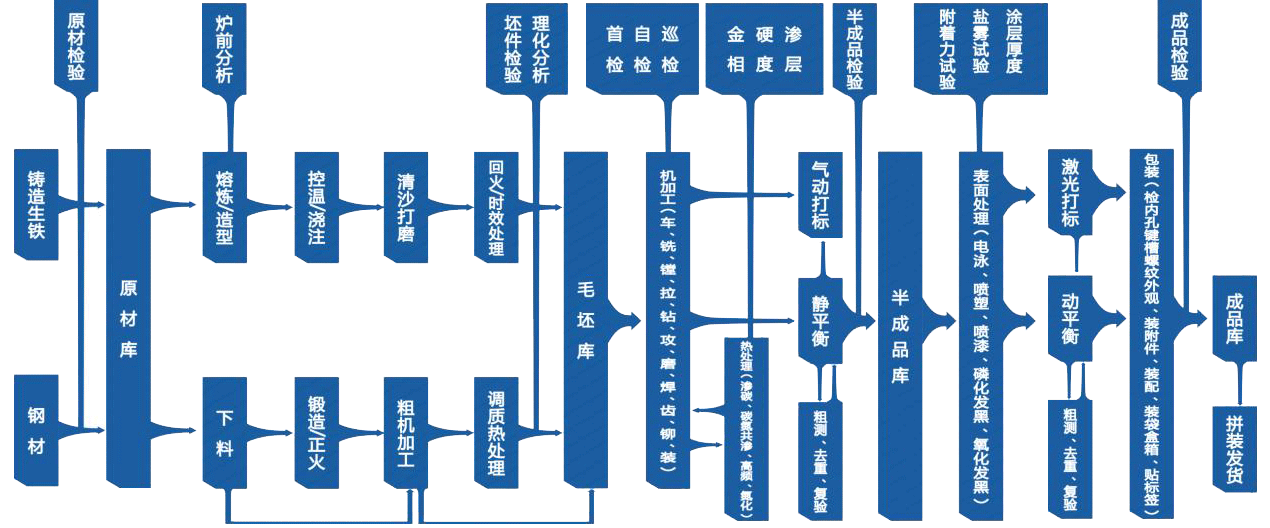 原材检验
炉前分析
坯件检验
理化分析
首检
自检
巡检
金相
硬度
渗层
半成品检验
附着力试验
盐雾试验
涂层厚度
成品检验
铸造生铁
钢材
原材库
熔炼/造型
控温/浇注
清沙打磨
回火/时效处理
下料
锻造/正火
粗机加工
调质热处理
毛坯库
机加工(车、铣、镗、拉、钻、攻、磨、焊、齿、铆、装)
热处理(渗碳、碳氮共渗、高频、氮化)
气动打标
静平衡
粗测、去重、复验
半成品库
表面处理(电泳、喷塑、喷漆、磷化发黑、氧化发黑)
激光打标
动平衡
粗测、去重、复验
包装(检内孔键槽螺纹外观、装附件、装配、装袋盒箱、贴标签)
成品库
拼装发货